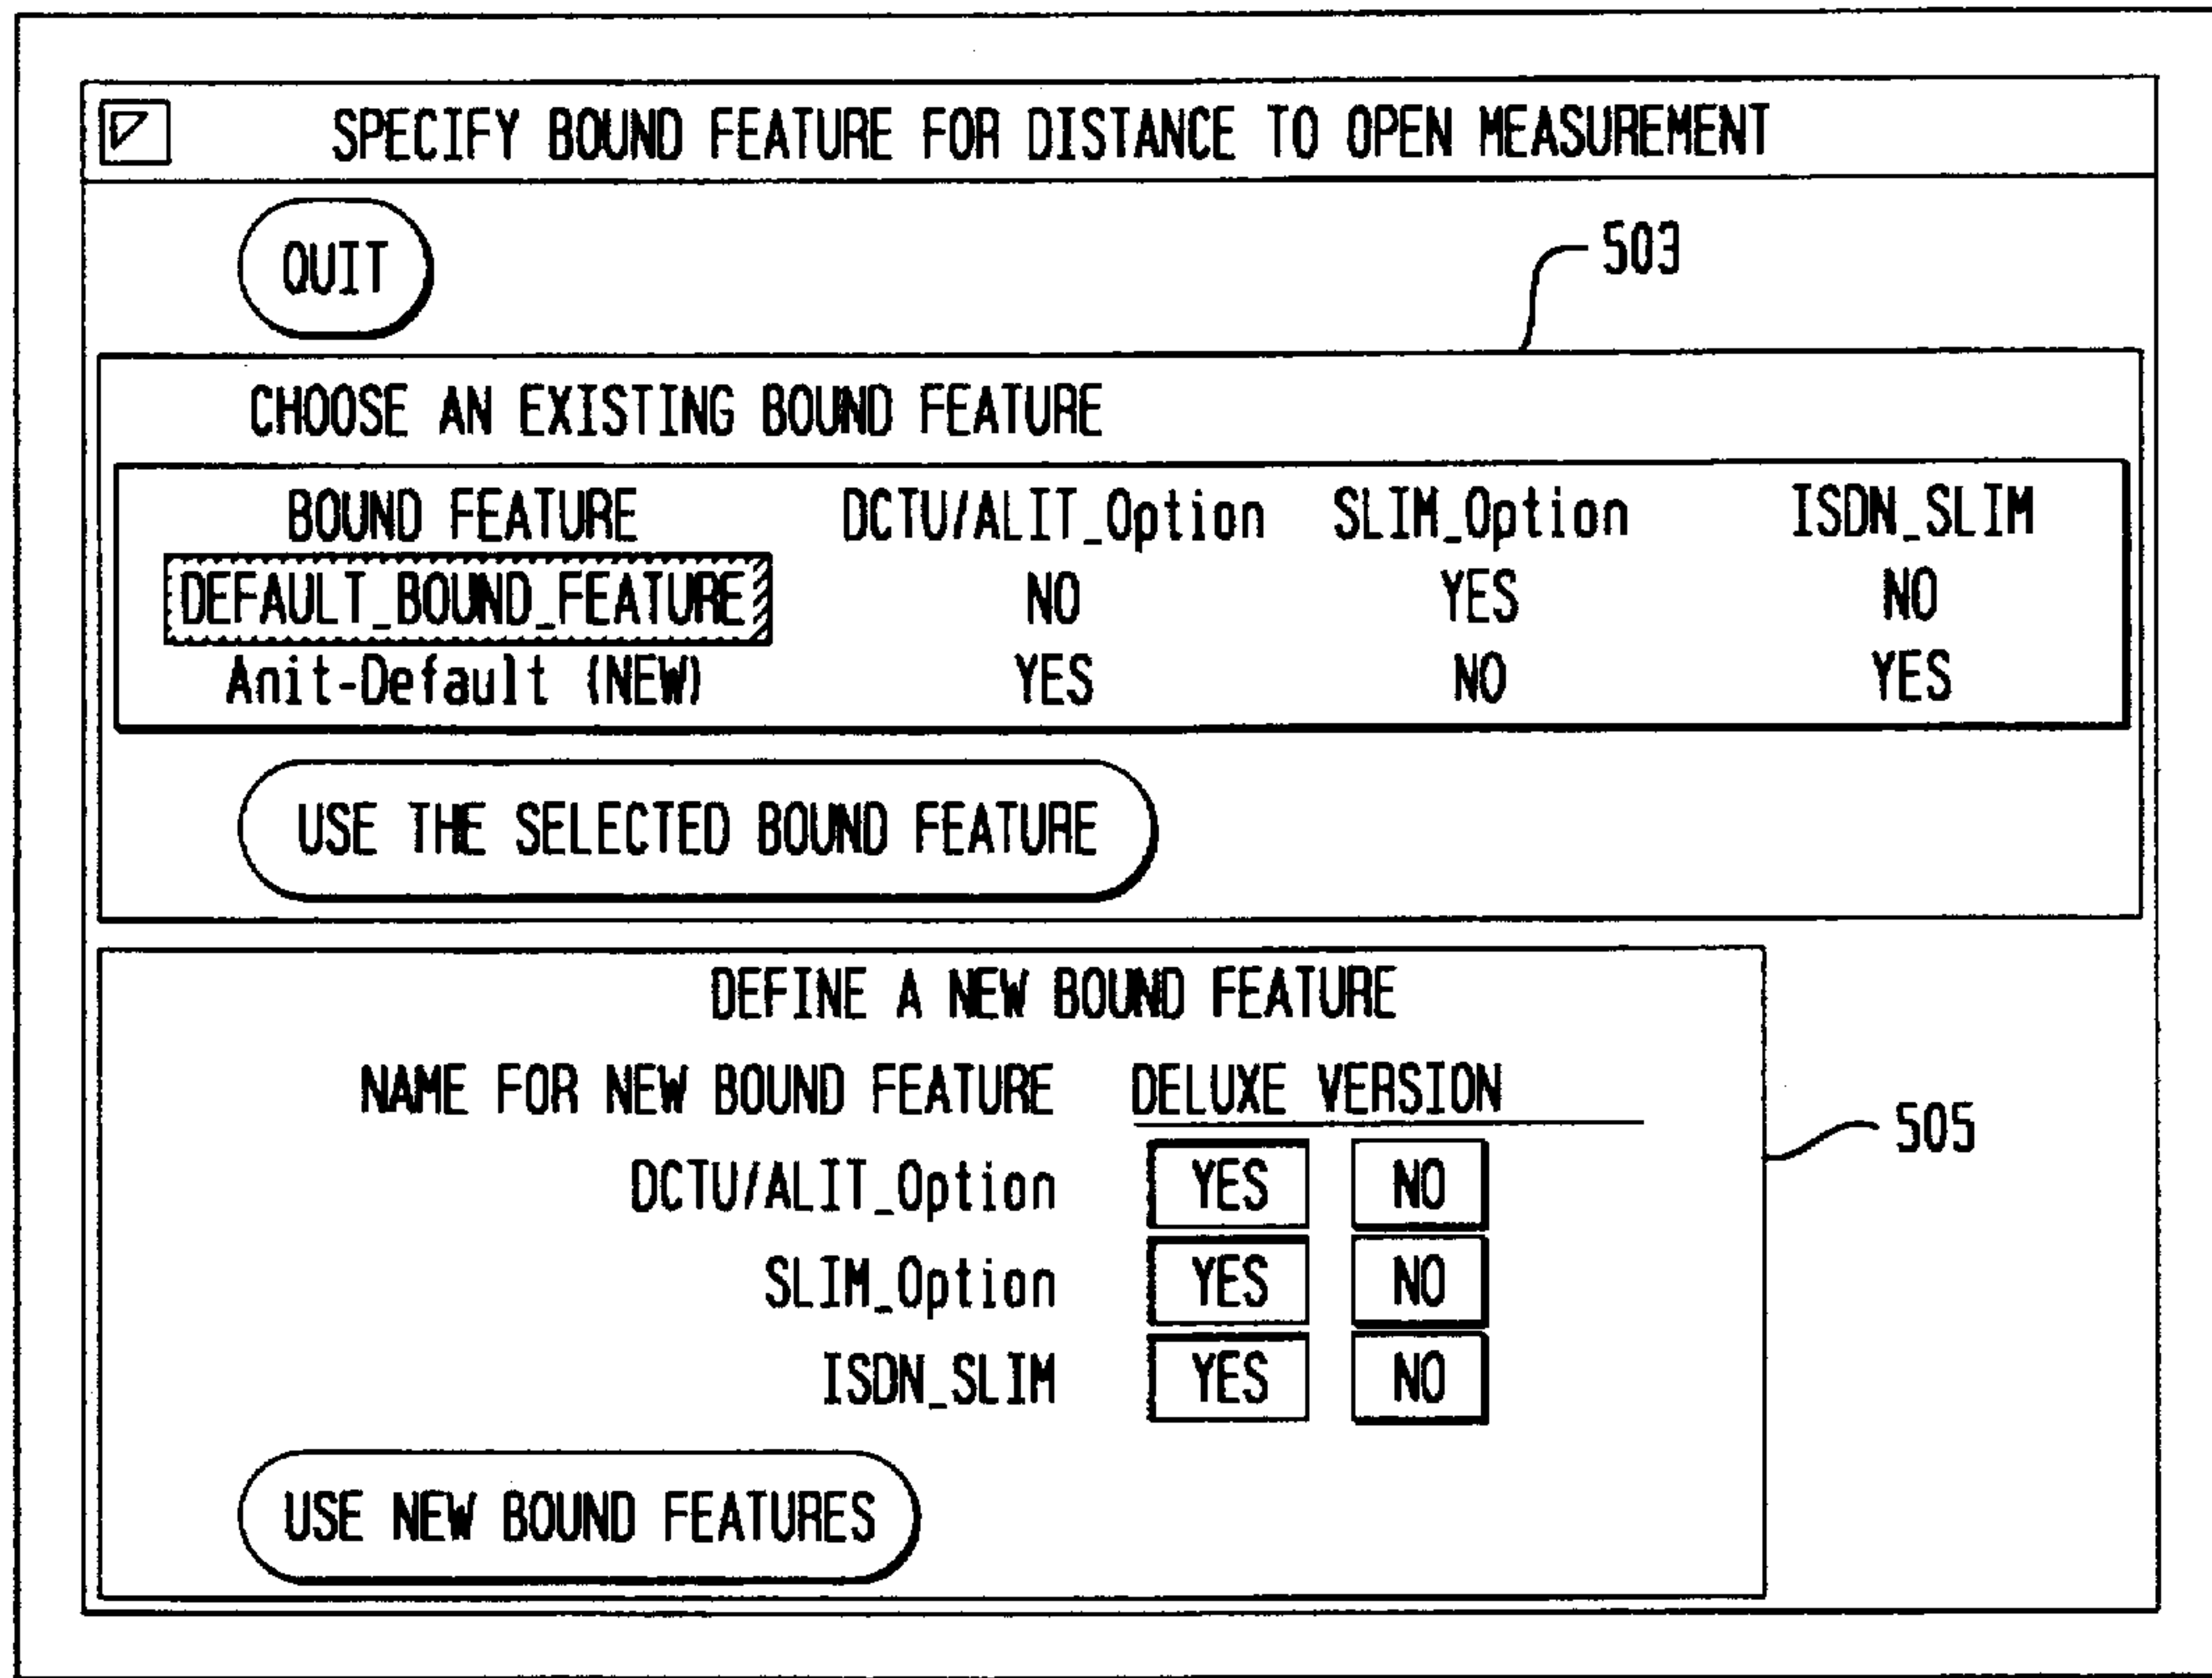 SPECIFY BOUND FEATURE FOR DISTANCE TO OPEN MEASUREMENT
QUIT
503
CHOOSE AN EXISTING BOUND FEATURE
BOUND FEATURE DCTU/ALIT_Option SLIM_Option ISDN_SLIM
DEFAULT_BOUND_FEATURE NO YES NO
Anit-Default (NEW) YES NO YES
USE THE SELECTED BOUND FEATURE
DEFINE A NEW BOUND FEATURE
NAME FOR NEW BOUND FEATURE DELUXE VERSION
505
DCTU/ALIT_Option YES NO
SLIM_Option YES NO
ISDN_SLIM YES NO
USE NEW BOUND FEATURES